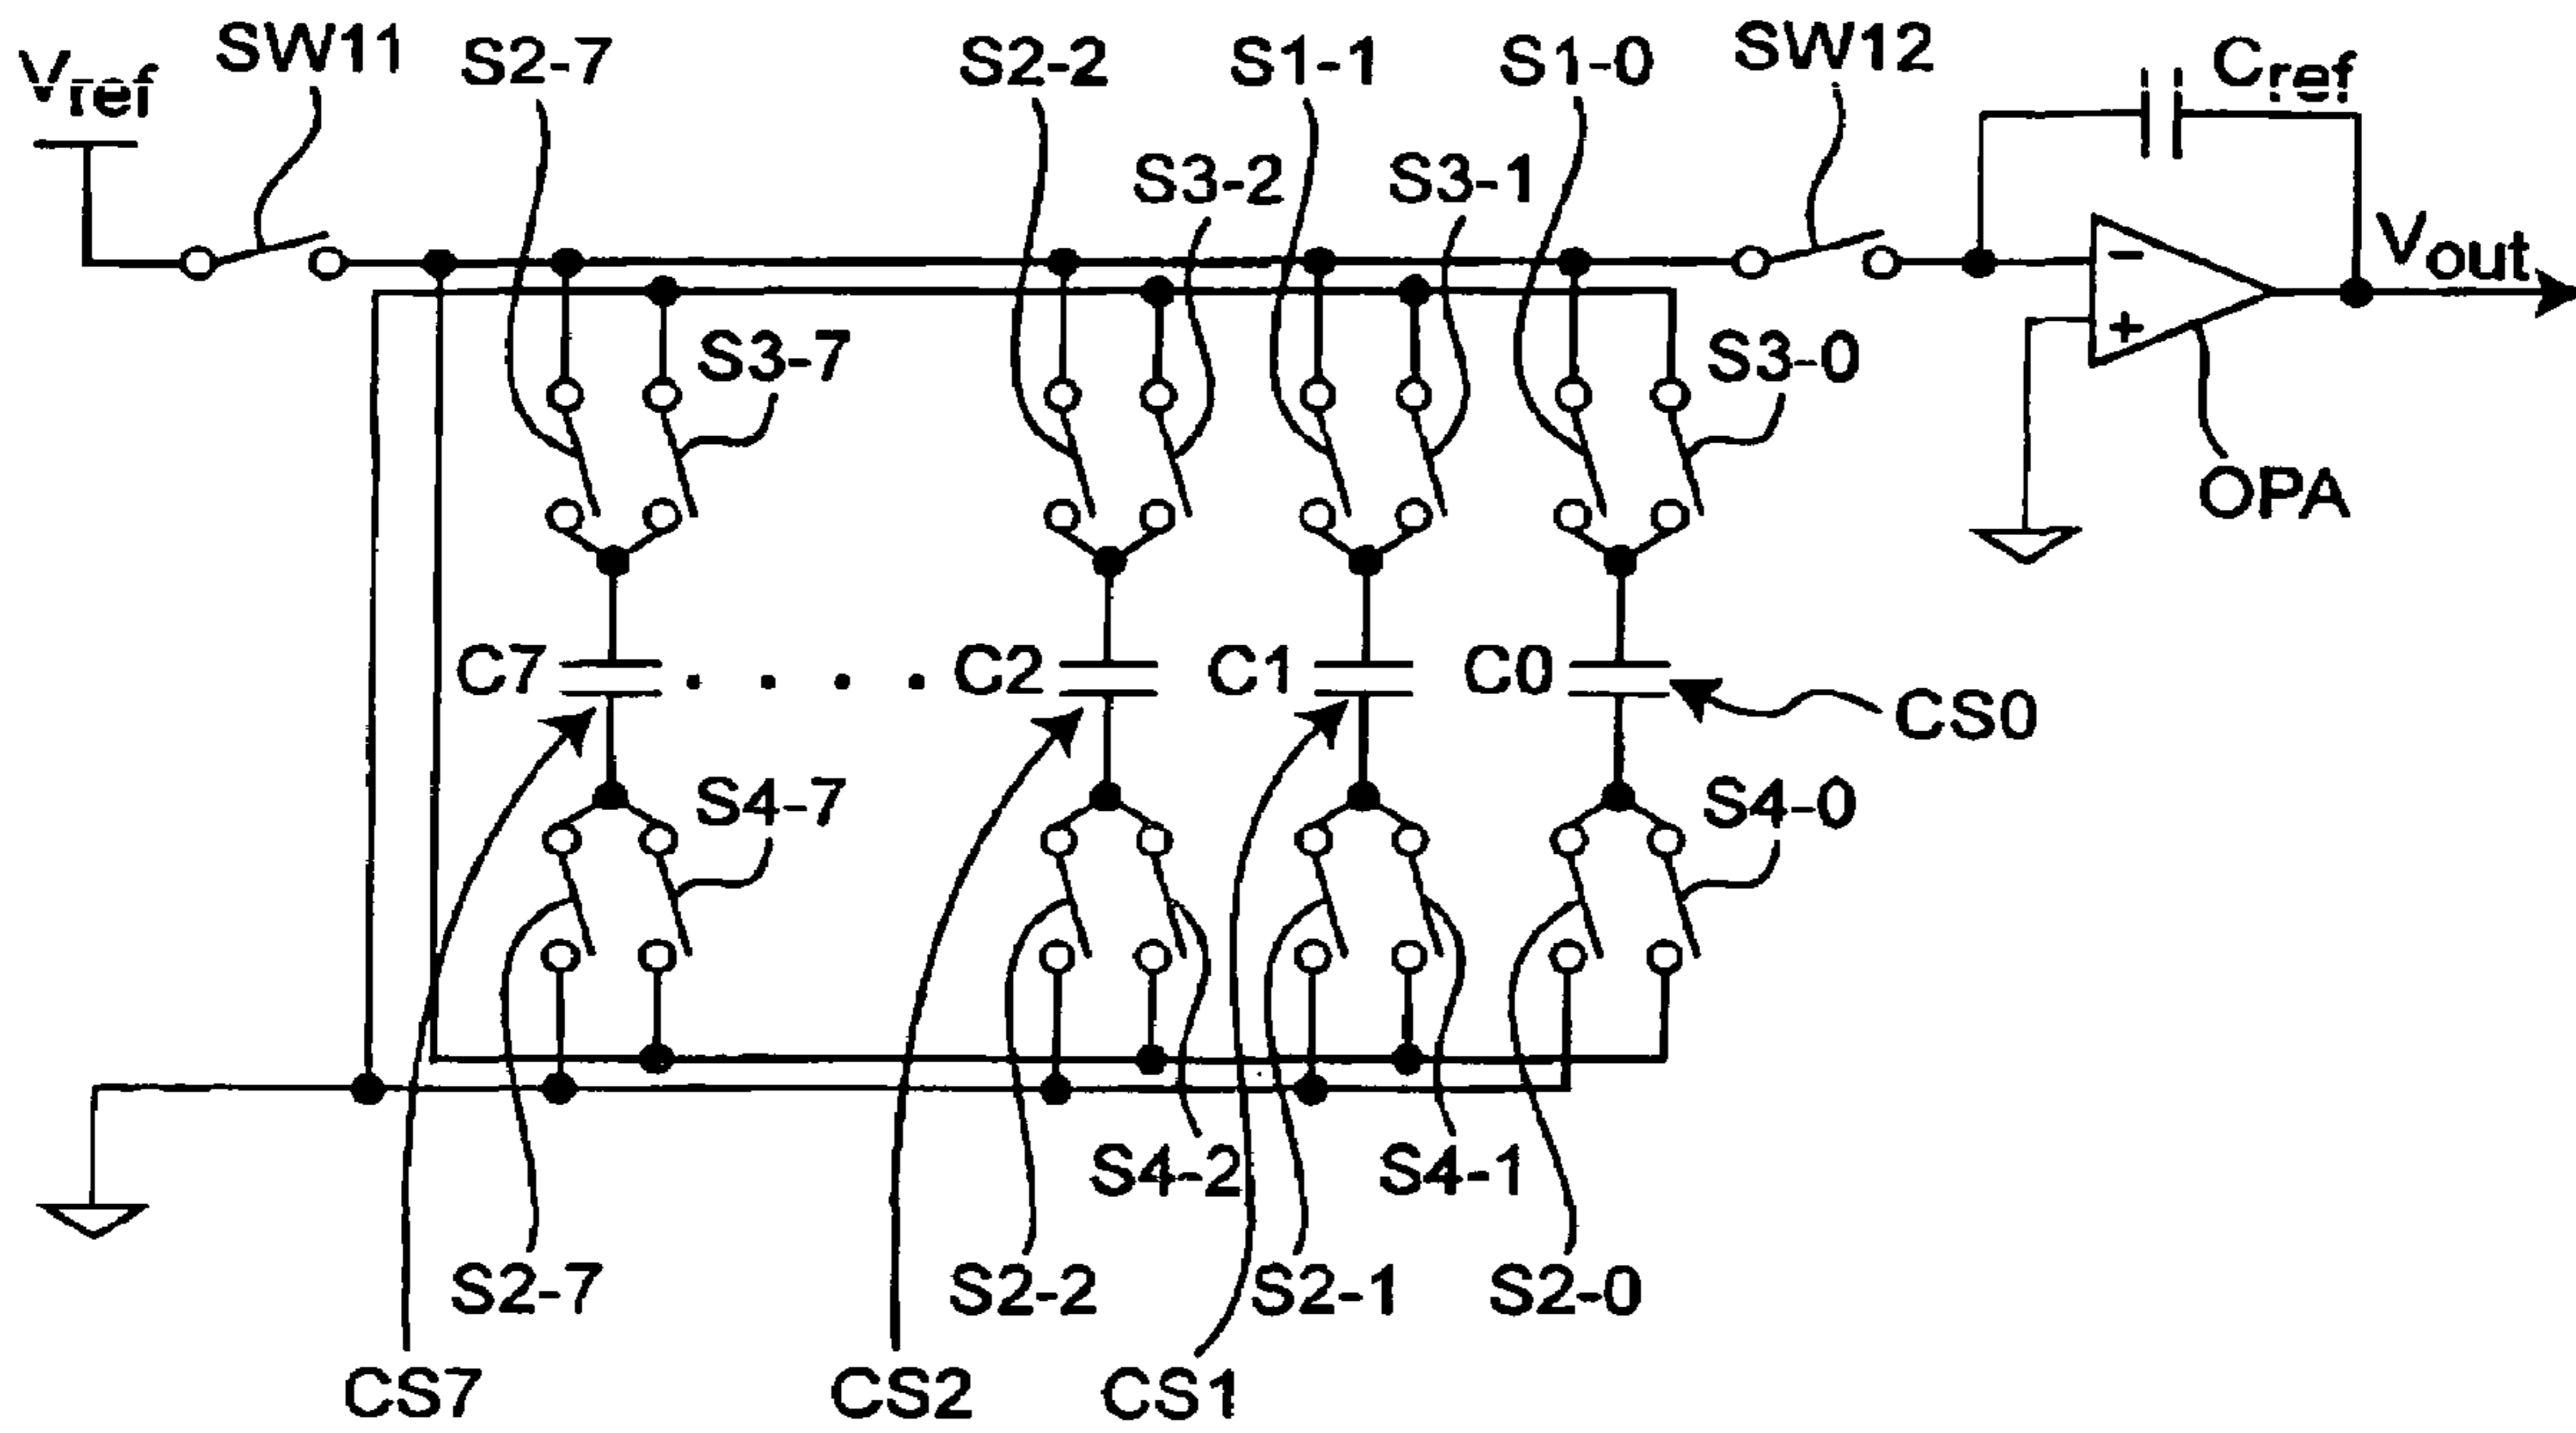 Vref
SW11
S2-7
S2-2
S1-1
S1-0
SW12
Cref
S3-2
S3-1
Vout
S3-7
S3-0
−
+
OPA
C7
. . . .
C2
C1
C0
CS0
S4-7
S4-0
S4-2
S4-1
S2-7
S2-2
S2-1
S2-0
CS7
CS2
CS1